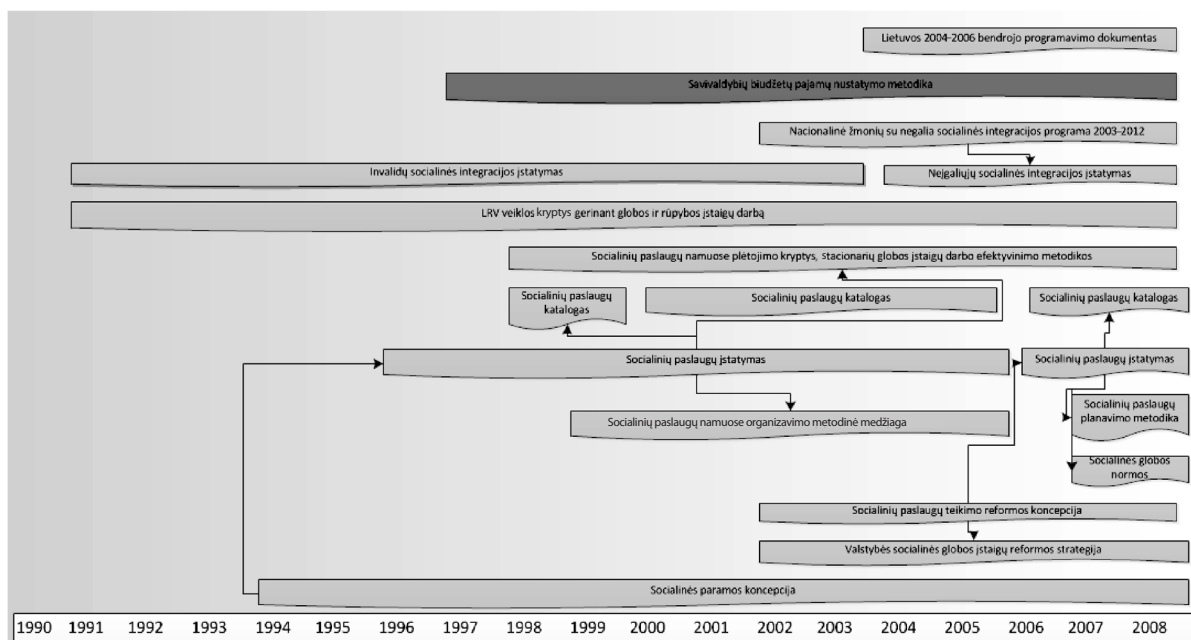 Lietuvos 2004-2006 bendrojo programavimo dokumentas
Savivaldybių biudžetų pajamų nustatymo metodika
Nacionalinė žmonių su negalia socialinės integracijos programa 2003-2012
Invalidų socialinės integracijos įstatymas
Neįgaliųjų socialinės integracijos įstatymas
LRV veiklos kryptys gerinant globos ir rūpybos įstaigų darbą
Socialinių paslaugų namuose plėtojimo kryptys, stacionarių globos įstaigų darbo efektyvinimo metodikos
Socialinių paslaugų
katalogas
Socialinių paslaugų katalogas
Socialinių paslaugų katalogas
Socialinių paslaugų įstatymas
Socialinių paslaugų įstatymas
Socialinių paslaugų
planavimo metodika
Socialinių paslaugų namuose organizavimo metodinė medžiaga
Socialinės globos
normos
Socialinių paslaugų teikimo reformos koncepcija
Valstybės socialinės globos įstaigų reformos strategija
Socialinės paramos koncepcija
1990 1991 1992 1993 1994 1995 1996 1997 1998 1999 2000 2001 2002 2003 2004 2005 2006 2007 2008